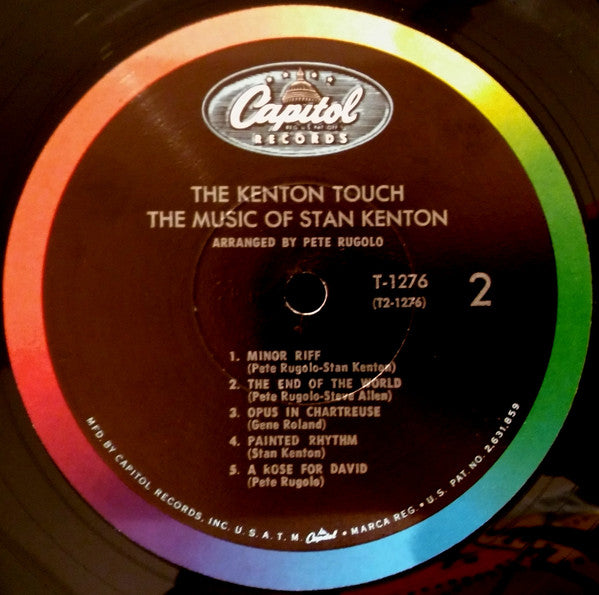 Capitol
REG. U.S. PAT. OFF.
RECORDS
THE KENTON TOUCH
THE MUSIC OF STAN KENTON
ARRANGED BY PETE RUGOLO
T-1276
(T2-1276)
2
1. MINOR RIFF
(Pete Rugolo-Stan Kenton)
2. THE END OF THE WORLD
(Pete Rugolo-Steve Allen)
3. OPUS IN CHARTREUSE
(Gene Roland)
4. PAINTED RHYTHM
(Stan Kenton)
5. A ROSE FOR DAVID
(Pete Rugolo)
MFD. BY CAPITOL RECORDS, INC. U.S.A. T.M. Capitol • MARCA REG. • U.S. PAT. NO. 2,631,859